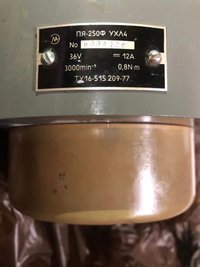 ПЯ-250Ф УХЛ4
No
36V ⎓ 12A
3000min⁻¹ 0,8N·m
ТУ16-515.209-77